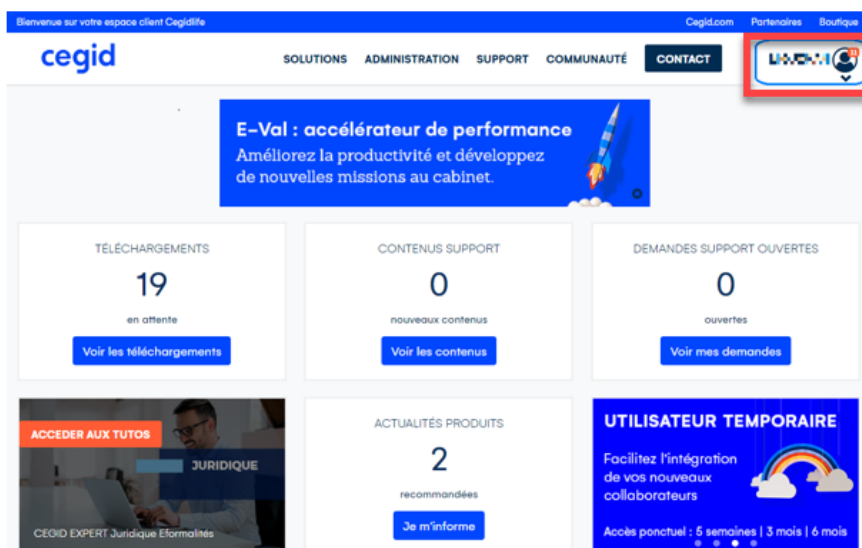 Bienvenue sur votre espace client Cegidlife
Cegid.com Partenaires Boutique
cegid
SOLUTIONS ADMINISTRATION SUPPORT COMMUNAUTÉ CONTACT
11
E-Val : accélérateur de performance
Améliorez la productivité et développez
de nouvelles missions au cabinet.
TÉLÉCHARGEMENTS
19
en attente
Voir les téléchargements
CONTENUS SUPPORT
0
nouveaux contenus
Voir les contenus
DEMANDES SUPPORT OUVERTES
0
ouvertes
Voir mes demandes
ACCEDER AUX TUTOS
JURIDIQUE
CEGID EXPERT Juridique Eformalités
ACTUALITÉS PRODUITS
2
recommandées
Je m'informe
UTILISATEUR TEMPORAIRE
Facilitez l'intégration
de vos nouveaux
collaborateurs
Accès ponctuel : 5 semaines | 3 mois | 6 mois